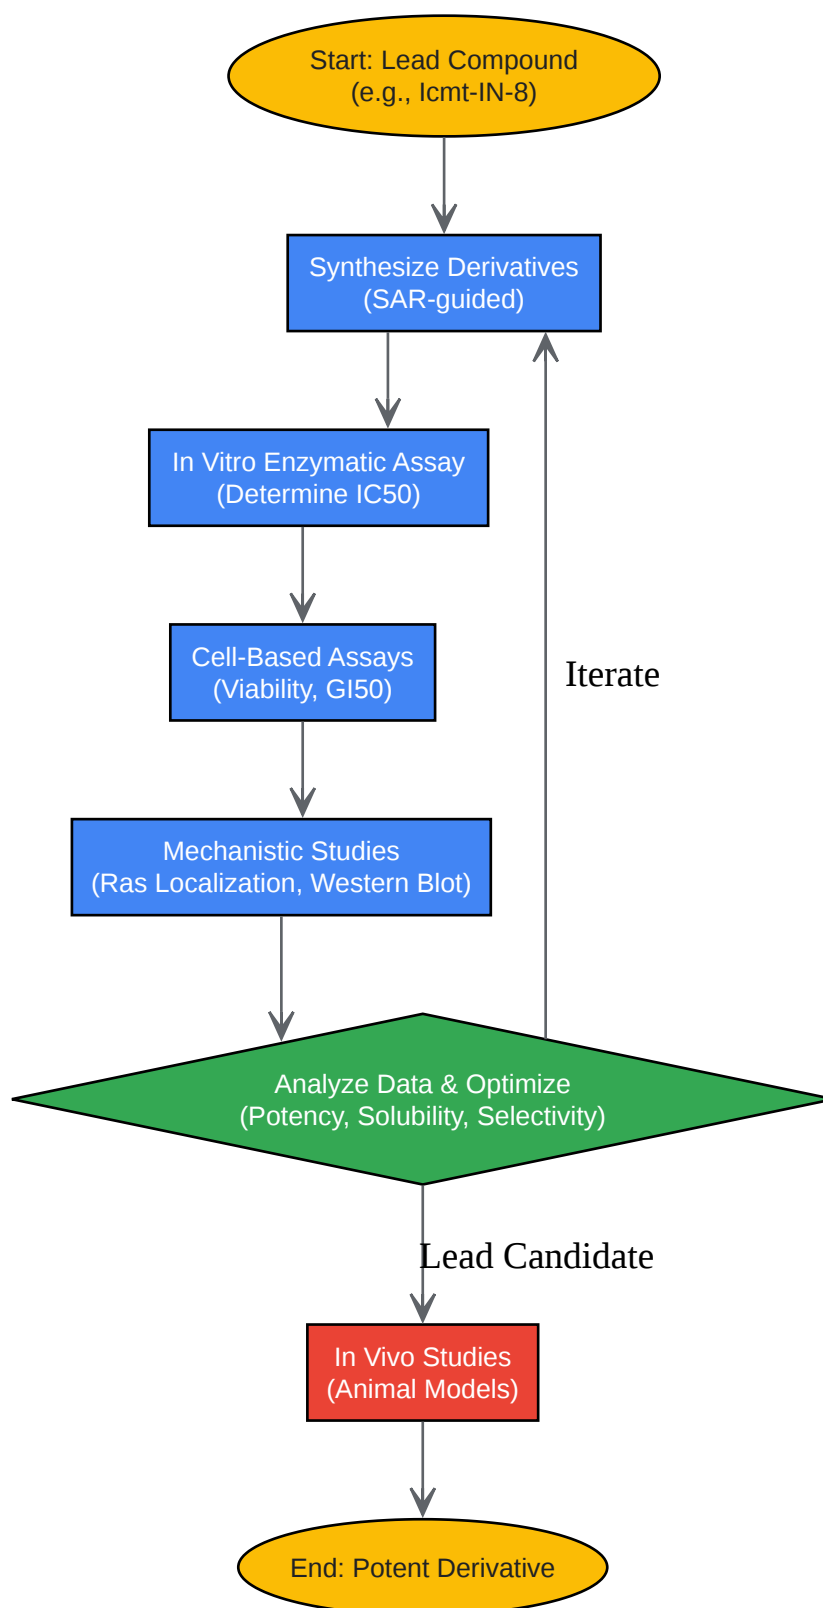 Start: Lead Compound
(e.g., Icmt-IN-8)
Synthesize Derivatives
(SAR-guided)
In Vitro Enzymatic Assay
(Determine IC50)
Cell-Based Assays
(Viability, GI50)
Iterate
Mechanistic Studies
(Ras Localization, Western Blot)
Analyze Data & Optimize
(Potency, Solubility, Selectivity)
Lead Candidate
In Vivo Studies
(Animal Models)
End: Potent Derivative